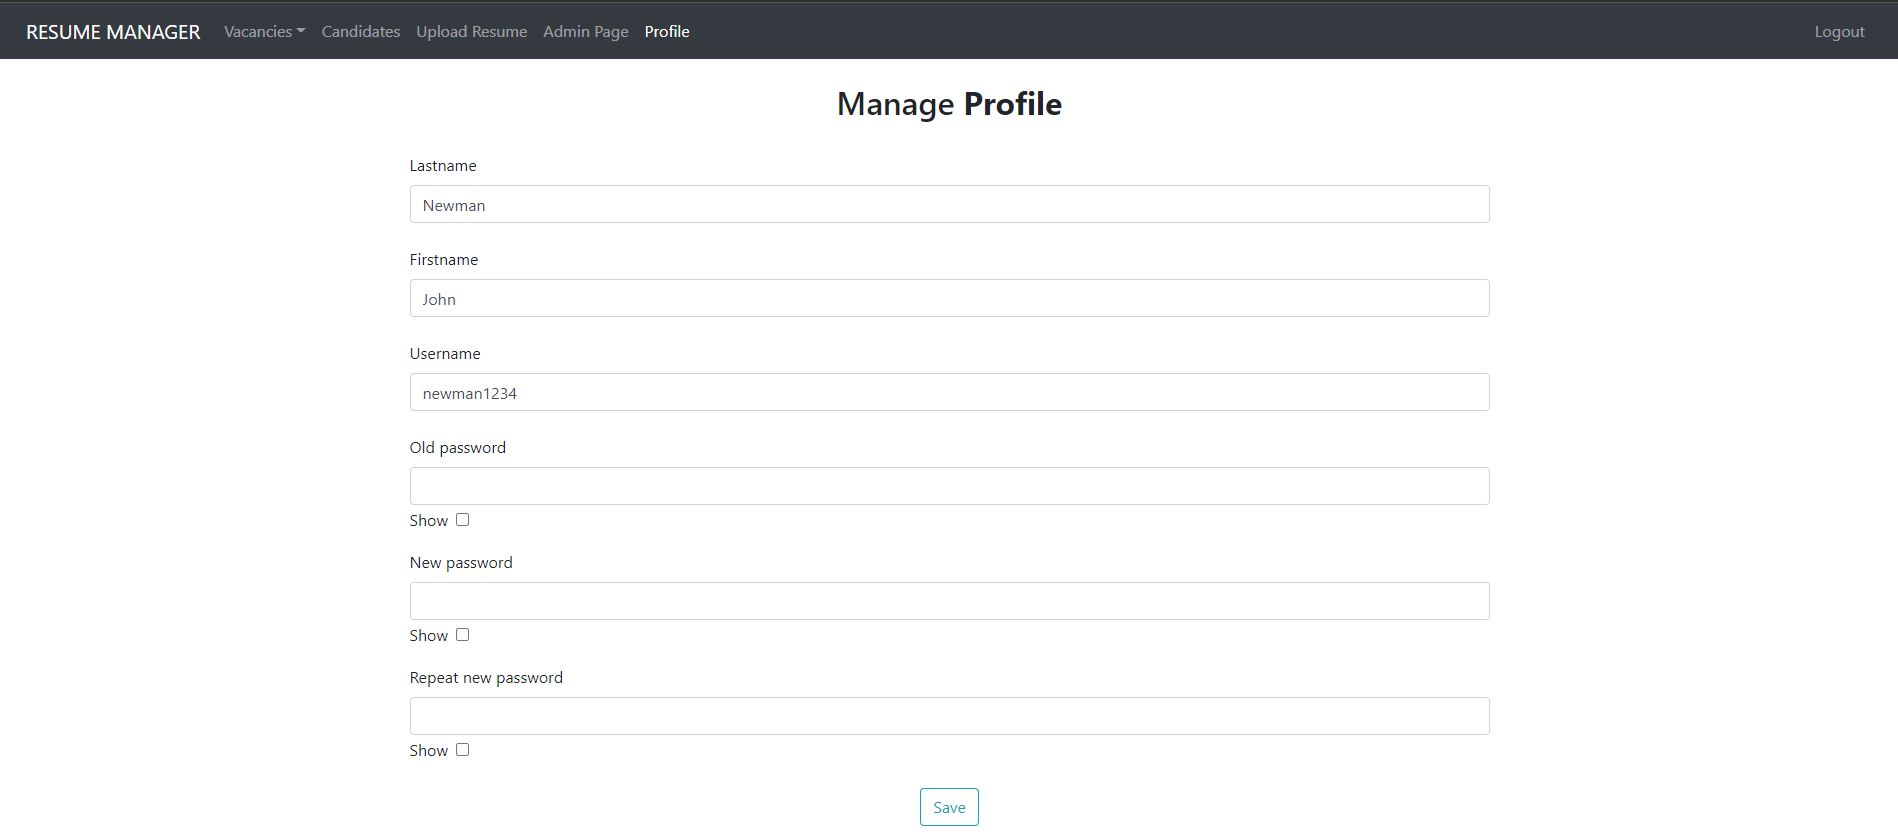 RESUME MANAGER Vacancies Candidates Upload Resume Admin Page Profile Logout
Manage Profile
Lastname
Newman
Firstname
John
Username
newman1234
Old password
Show
New password
Show
Repeat new password
Show
Save